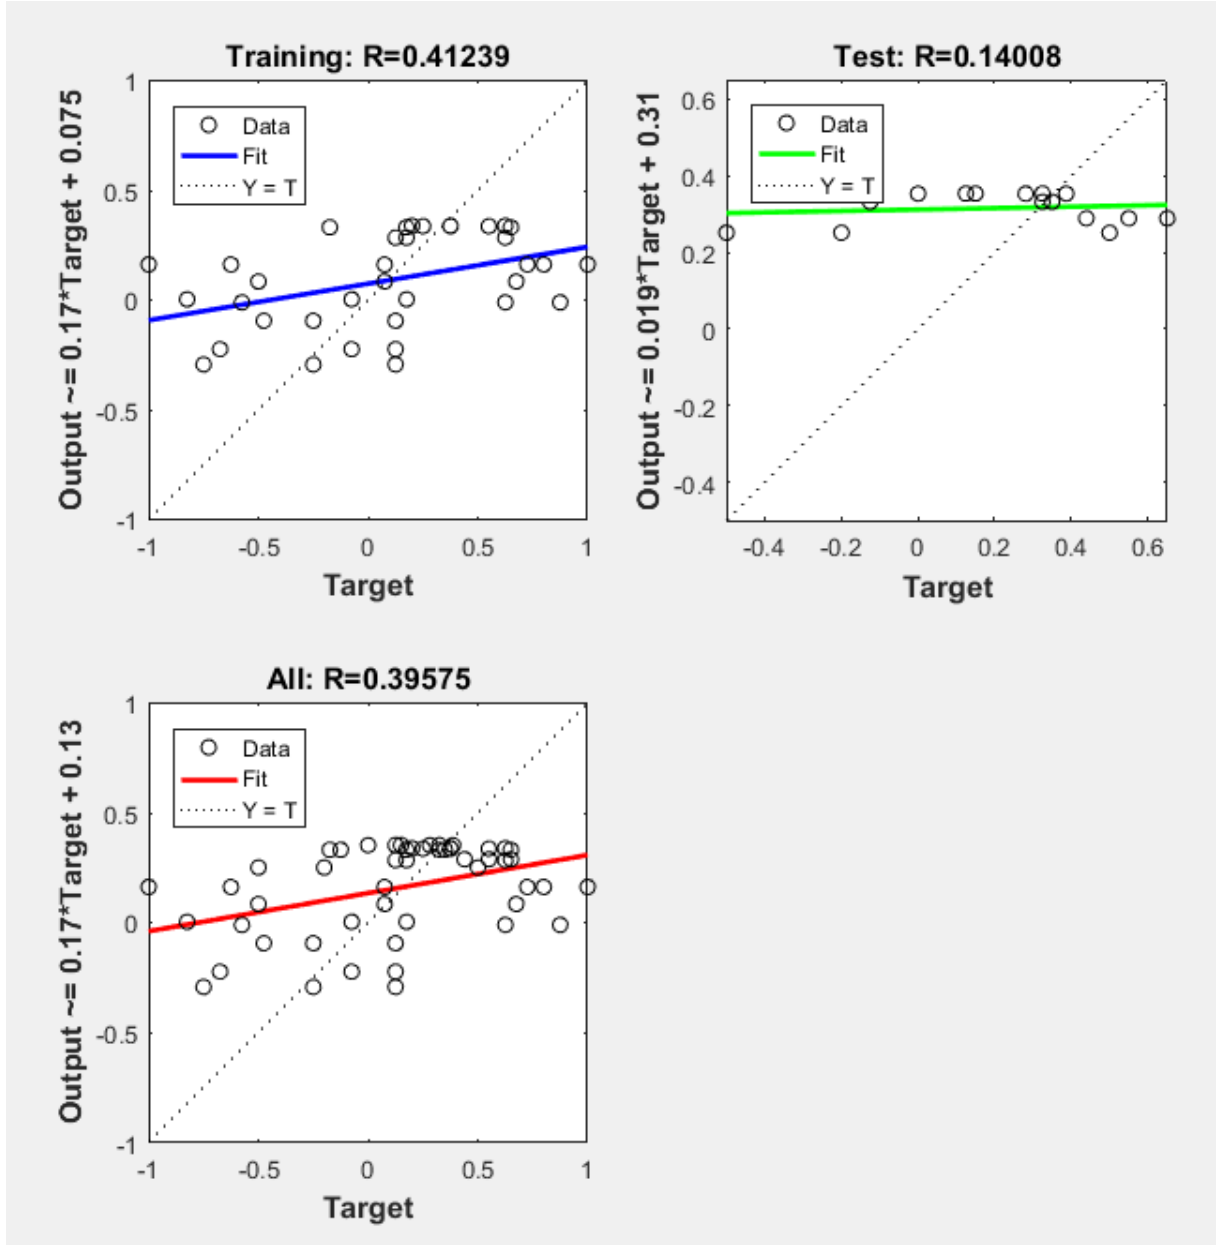 Training: R=0.41239
Output ~= 0.17*Target + 0.075
1
0.5
0
-0.5
-1
Data
Fit
Y = T
-1
-0.5
0
0.5
1
Target
Test: R=0.14008
Output ~= 0.019*Target + 0.31
0.6
0.4
0.2
0
-0.2
-0.4
Data
Fit
Y = T
-0.4
-0.2
0
0.2
0.4
0.6
Target
All: R=0.39575
Output ~= 0.17*Target + 0.13
1
0.5
0
-0.5
-1
Data
Fit
Y = T
-1
-0.5
0
0.5
1
Target